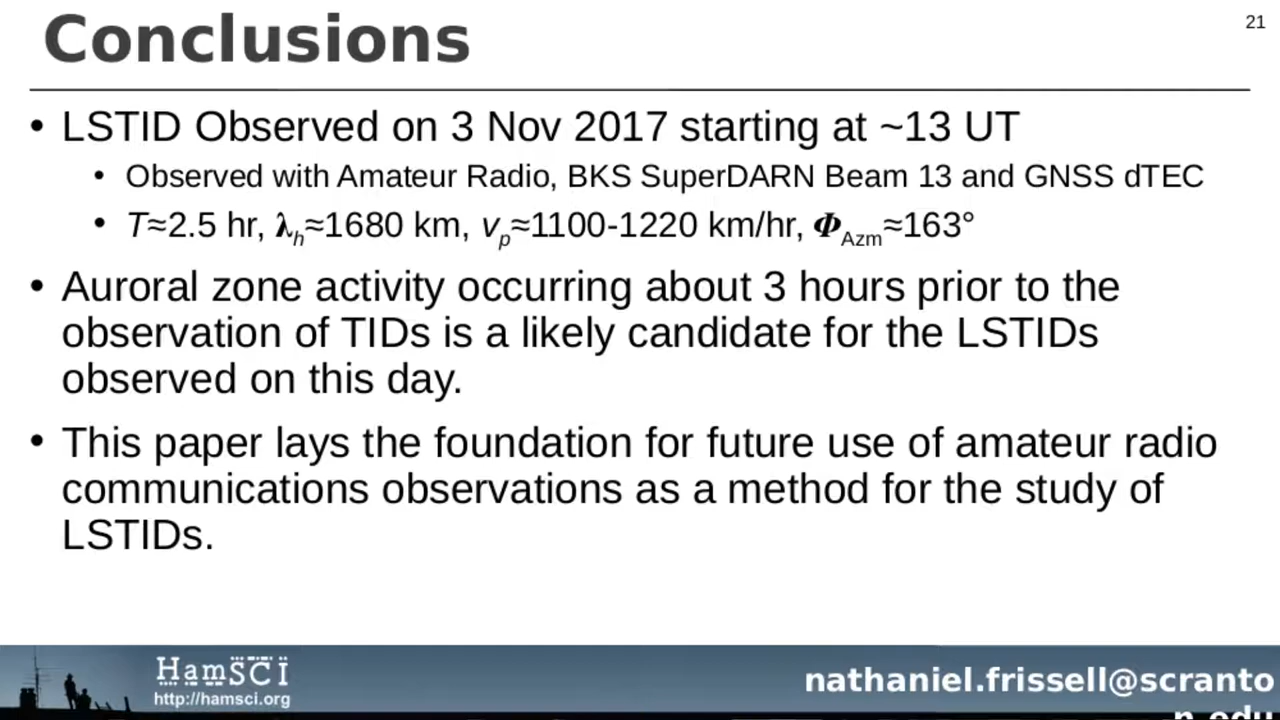 Conclusions
21
• LSTID Observed on 3 Nov 2017 starting at ~13 UT
• Observed with Amateur Radio, BKS SuperDARN Beam 13 and GNSS dTEC
• T≈2.5 hr, λh≈1680 km, vp≈1100-1220 km/hr, ΦAzm≈163°
• Auroral zone activity occurring about 3 hours prior to the
observation of TIDs is a likely candidate for the LSTIDs
observed on this day.
• This paper lays the foundation for future use of amateur radio
communications observations as a method for the study of
LSTIDs.
HamSCI
http://hamsci.org
nathaniel.frissell@scranto
n.edu